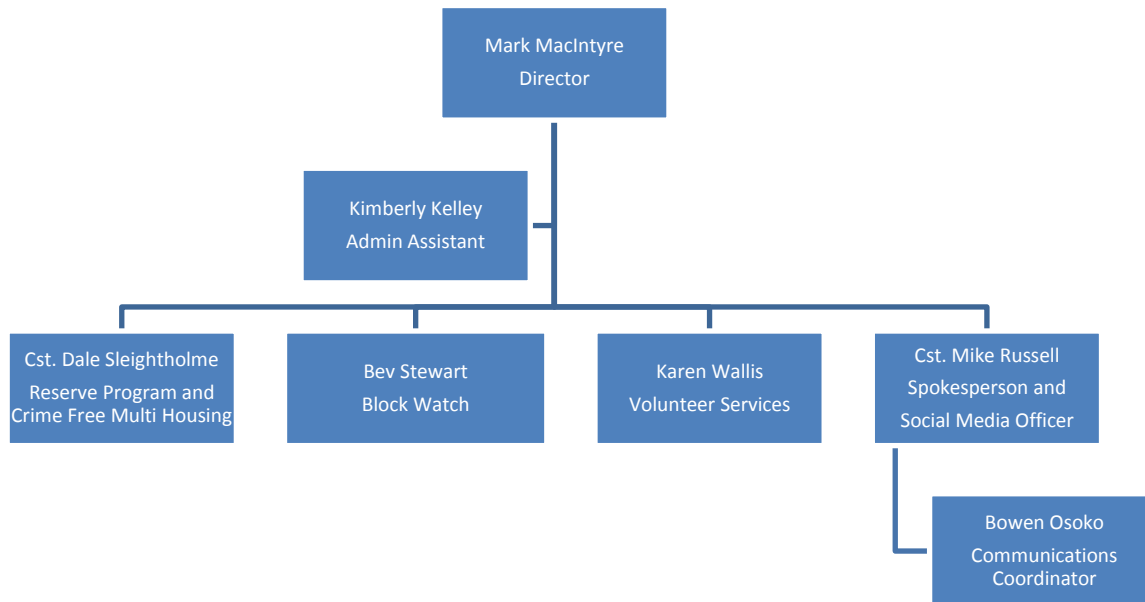 Mark MacIntyre
Director
Kimberly Kelley
Admin Assistant
Cst. Dale Sleightholme
Reserve Program and
Crime Free Multi Housing
Bev Stewart
Block Watch
Karen Wallis
Volunteer Services
Cst. Mike Russell
Spokesperson and
Social Media Officer
Bowen Osoko
Communications
Coordinator